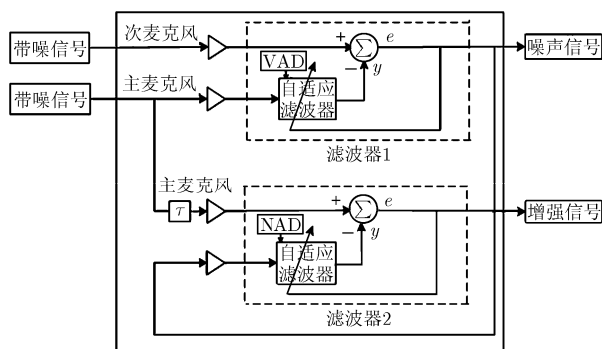 次麦克风
带噪信号
VAD
+
Σ
e
−
y
噪声信号
主麦克风
带噪信号
自适应
滤波器
滤波器1
主麦克风
τ
+
Σ
e
−
y
增强信号
NAD
自适应
滤波器
滤波器2